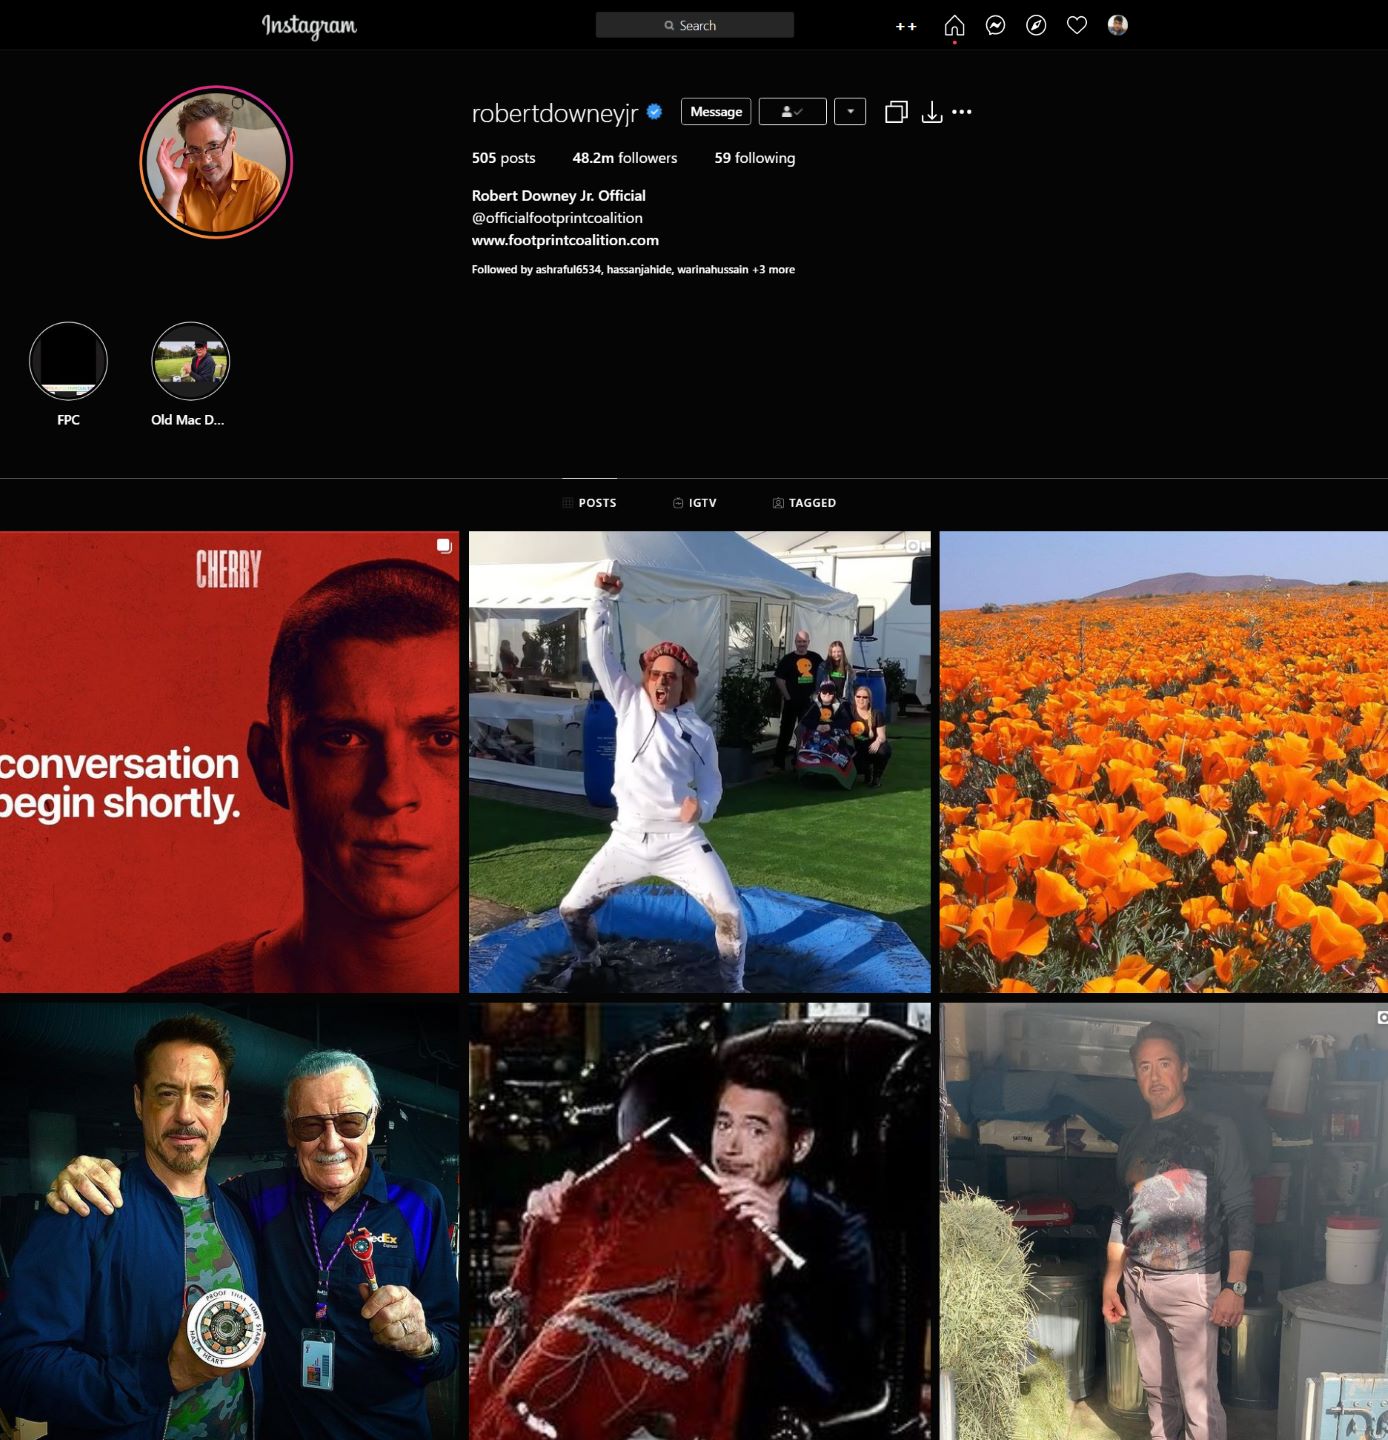 Instagram
Search
++
robertdowneyjr
Message
505 posts
48.2m followers
59 following
Robert Downey Jr. Official
@officialfootprintcoalition
www.footprintcoalition.com
Followed by ashraful6534, hassanjahide, warinahussain +3 more
FPC
Old Mac D...
POSTS
IGTV
TAGGED
CHERRY
conversation
begin shortly.
edEx
Express
PROOF THAT TONY STARK
HAS A HEART